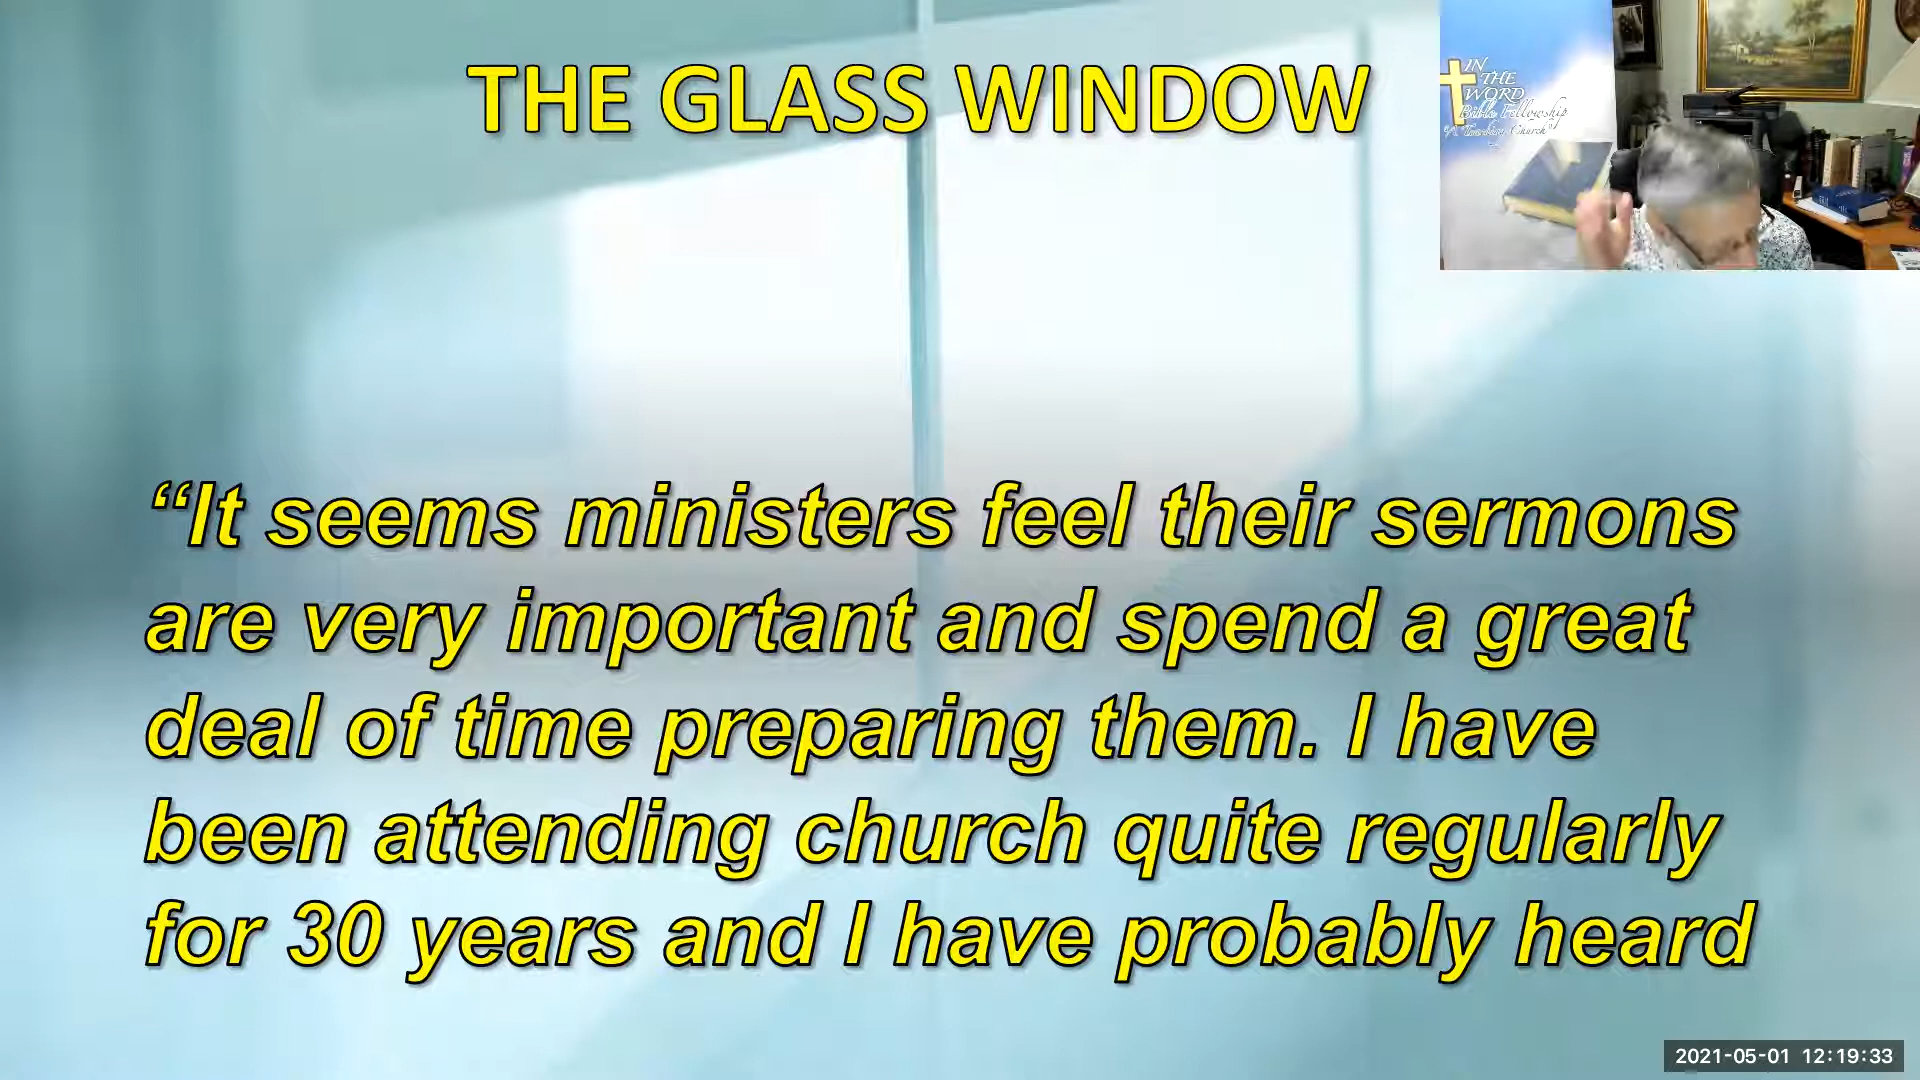 THE GLASS WINDOW
IN
THE
WORD
Bible Fellowship
"A Teaching Church"
“It seems ministers feel their sermons
are very important and spend a great
deal of time preparing them. I have
been attending church quite regularly
for 30 years and I have probably heard
2021-05-01 12:19:33